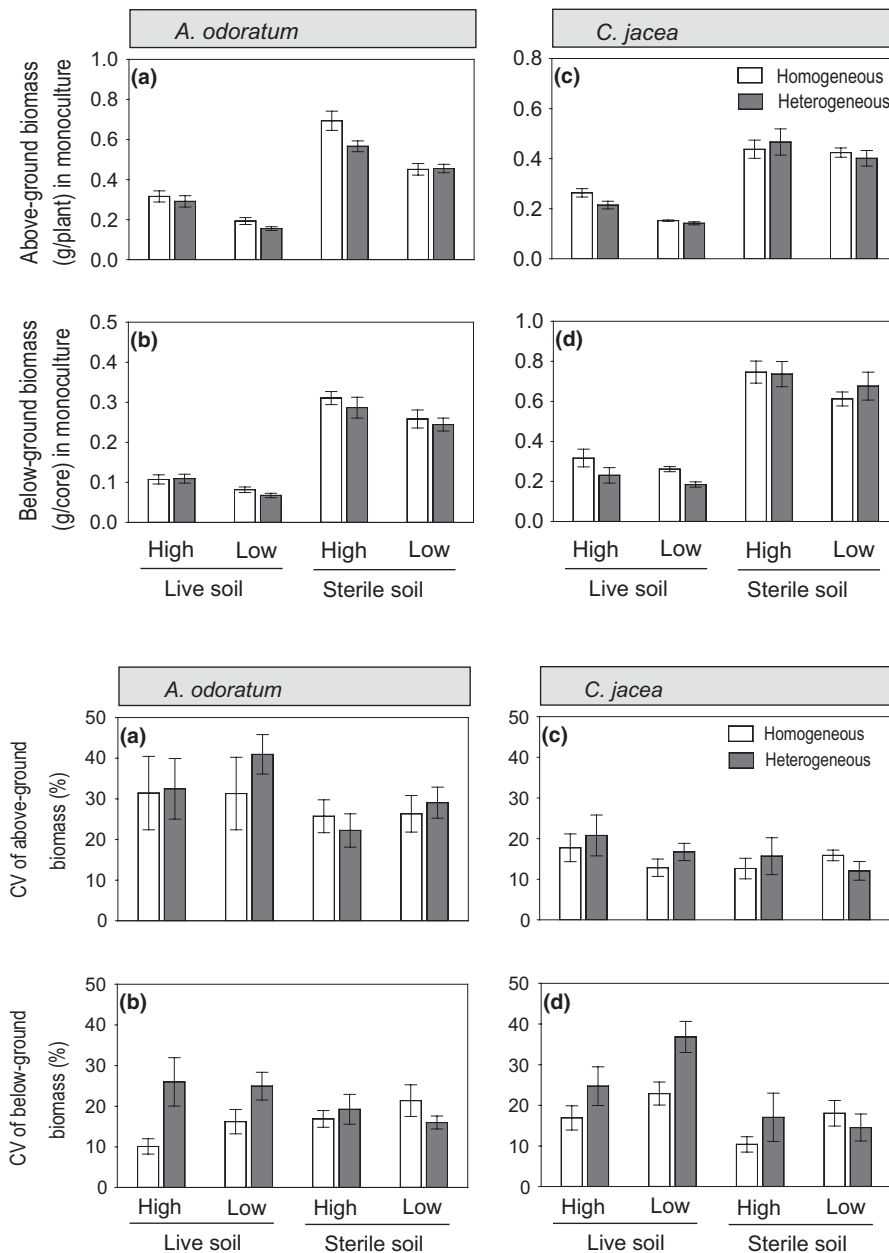 A. odoratum
C. jacea
Above-ground biomass
(g/plant) in monoculture
(a)
1.0
0.8
0.6
0.4
0.2
0.0
(c)
Homogeneous
Heterogeneous
0.8
0.6
0.4
0.2
0.0
Below-ground biomass
(g/core) in monoculture
(b)
0.5
0.4
0.3
0.2
0.1
0.0
(d)
1.0
0.8
0.6
0.4
0.2
0.0
High Low High Low
Live soil Sterile soil
High Low High Low
Live soil Sterile soil
A. odoratum
C. jacea
CV of above-ground
biomass (%)
(a)
50
40
30
20
10
0
(c)
Homogeneous
Heterogeneous
50
40
30
20
10
0
CV of below-ground
biomass (%)
(b)
50
40
30
20
10
0
(d)
50
40
30
20
10
0
High Low High Low
Live soil Sterile soil
High Low High Low
Live soil Sterile soil